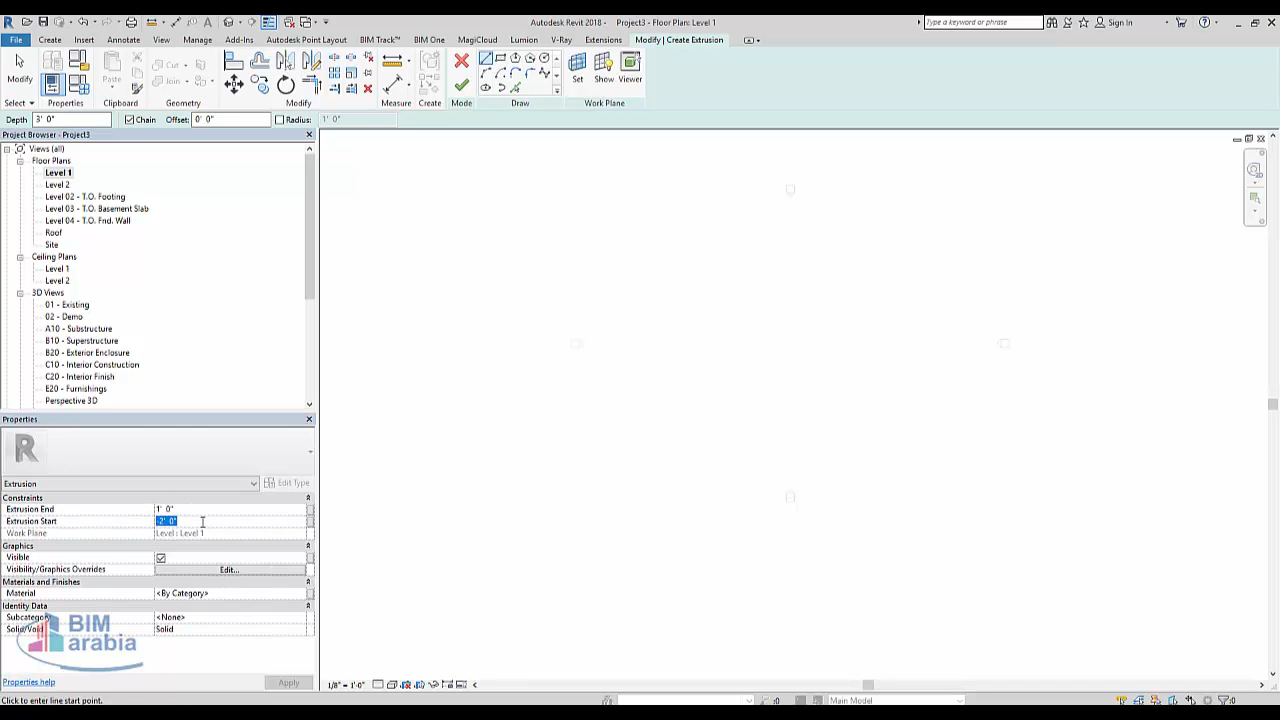 Autodesk Revit 2018 - Project3 - Floor Plan: Level 1
Type a keyword or phrase
Sign In
File Create Insert Annotate View Manage Add-Ins Autodesk Point Layout BIM Track™ BIM One MagiCloud Lumion V-Ray Extensions Modify | Create Extrusion
Modify
Paste
Cut
Join
Set Show Viewer
Select Properties Clipboard Geometry Modify Measure Create Mode Draw Work Plane
Depth 3' 0" Chain Offset: 0' 0" Radius: 1' 0"
Project Browser - Project3
Views (all)
Floor Plans
Level 1
Level 2
Level 02 - T.O. Footing
Level 03 - T.O. Basement Slab
Level 04 - T.O. Fnd. Wall
Roof
Site
Ceiling Plans
Level 1
Level 2
3D Views
01 - Existing
02 - Demo
A10 - Substructure
B10 - Superstructure
B20 - Exterior Enclosure
C10 - Interior Construction
C20 - Interior Finish
E20 - Furnishings
Perspective 3D
Properties
R
Extrusion Edit Type
Constraints
Extrusion End 1' 0"
Extrusion Start -2' 0"
Work Plane Level : Level 1
Graphics
Visible
Visibility/Graphics Overrides Edit...
Materials and Finishes
Material <By Category>
Identity Data
Subcategory <None>
Solid/Void Solid
BIM
arabia
Properties help Apply
1/8" = 1'-0"
Click to enter line start point.
:0 Main Model :0